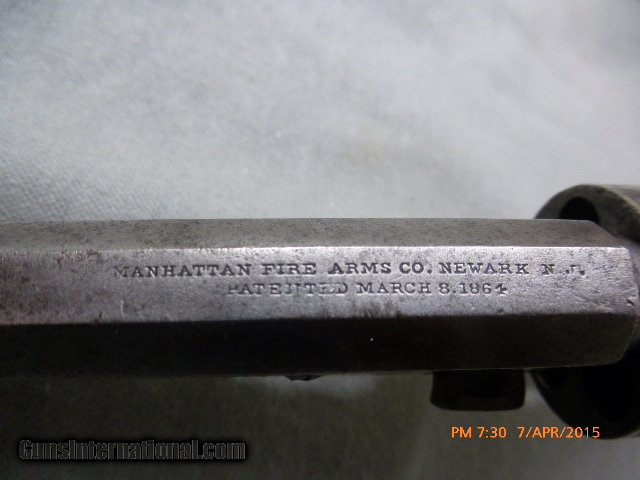 MANHATTAN FIRE ARMS CO. NEWARK N.J.
PATENTED MARCH 8, 1864
PM 7:30 7/APR/2015
GunsInternational.com